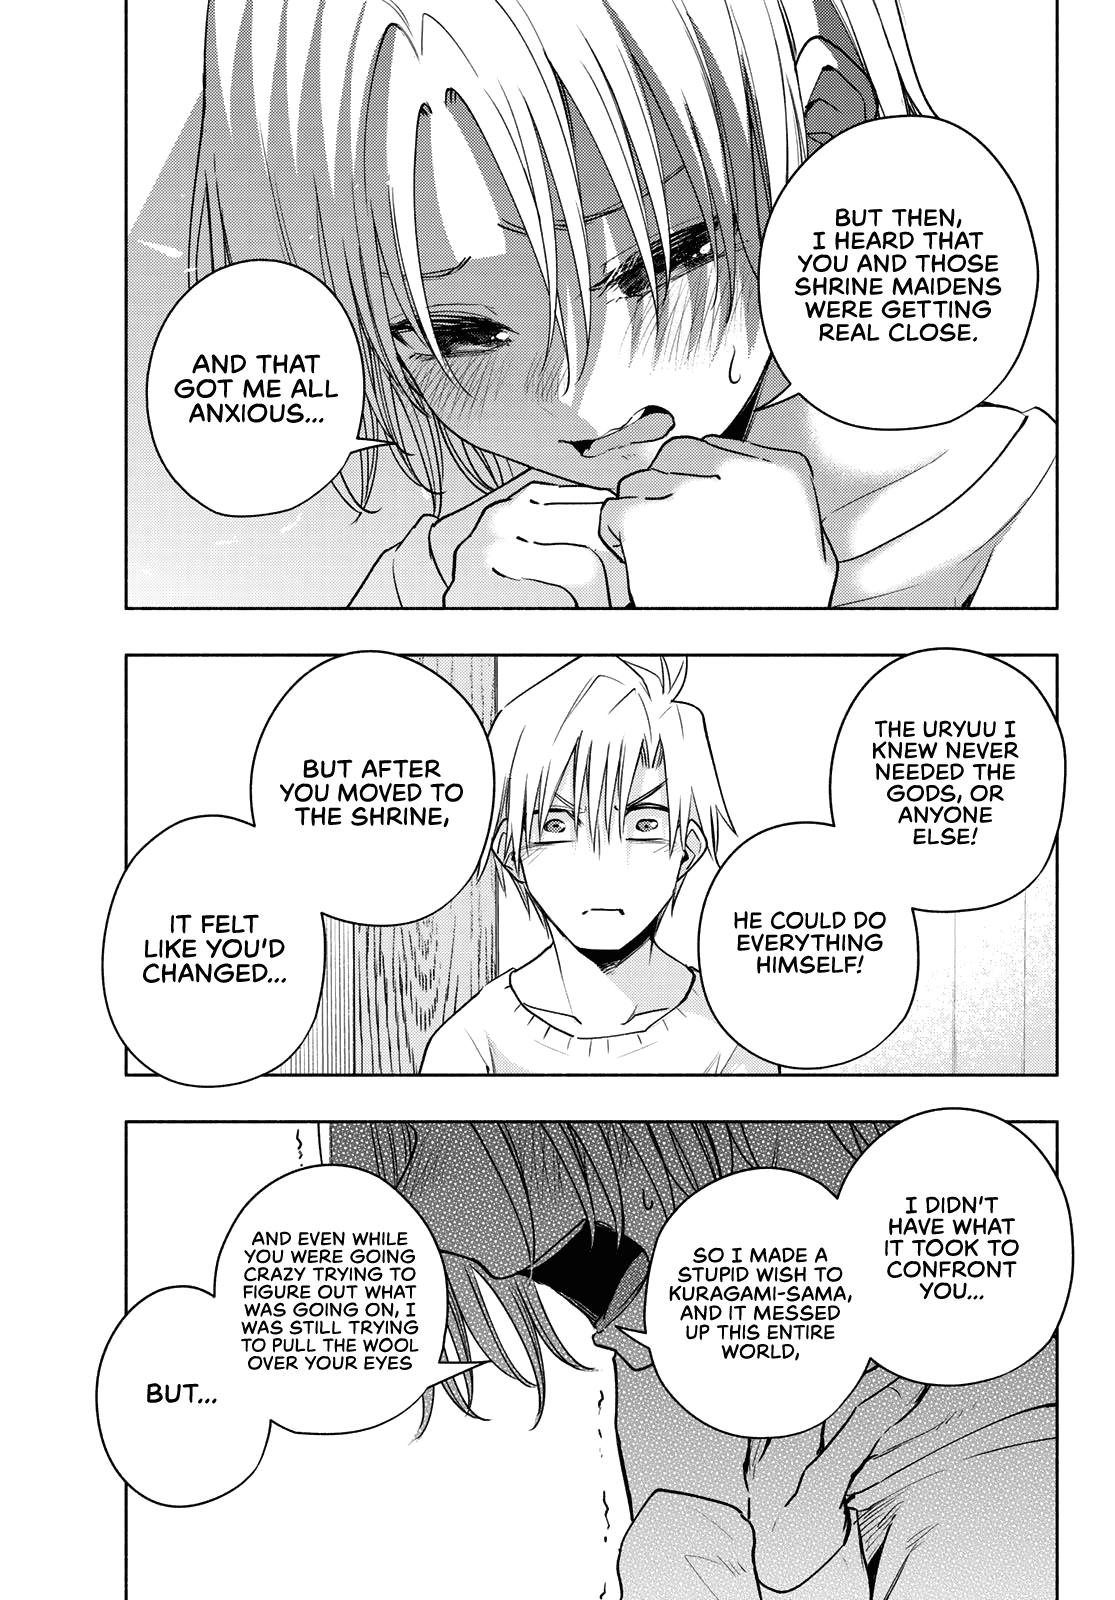 BUT THEN,
I HEARD THAT
YOU AND THOSE
SHRINE MAIDENS
WERE GETTING
REAL CLOSE.
AND THAT
GOT ME ALL
ANXIOUS...
THE URYUU I
KNEW NEVER
NEEDED THE
GODS, OR
ANYONE
ELSE!
HE COULD DO
EVERYTHING
HIMSELF!
BUT AFTER
YOU MOVED TO
THE SHRINE,
IT FELT
LIKE YOU'D
CHANGED...
I DIDN'T
HAVE WHAT
IT TOOK TO
CONFRONT
YOU...
SO I MADE A
STUPID WISH TO
KURAGAMI-SAMA,
AND IT MESSED
UP THIS ENTIRE
WORLD,
AND EVEN WHILE
YOU WERE GOING
CRAZY TRYING TO
FIGURE OUT WHAT
WAS GOING ON, I
WAS STILL TRYING
TO PULL THE WOOL
OVER YOUR EYES
BUT...